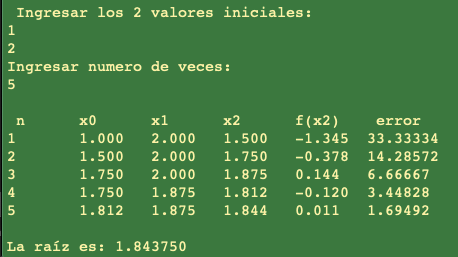 Ingresar los 2 valores iniciales:
1
2
Ingresar numero de veces:
5
n x0 x1 x2 f(x2) error
1 1.000 2.000 1.500 -1.345 33.33334
2 1.500 2.000 1.750 -0.378 14.28572
3 1.750 2.000 1.875 0.144 6.66667
4 1.750 1.875 1.812 -0.120 3.44828
5 1.812 1.875 1.844 0.011 1.69492
La raíz es: 1.843750